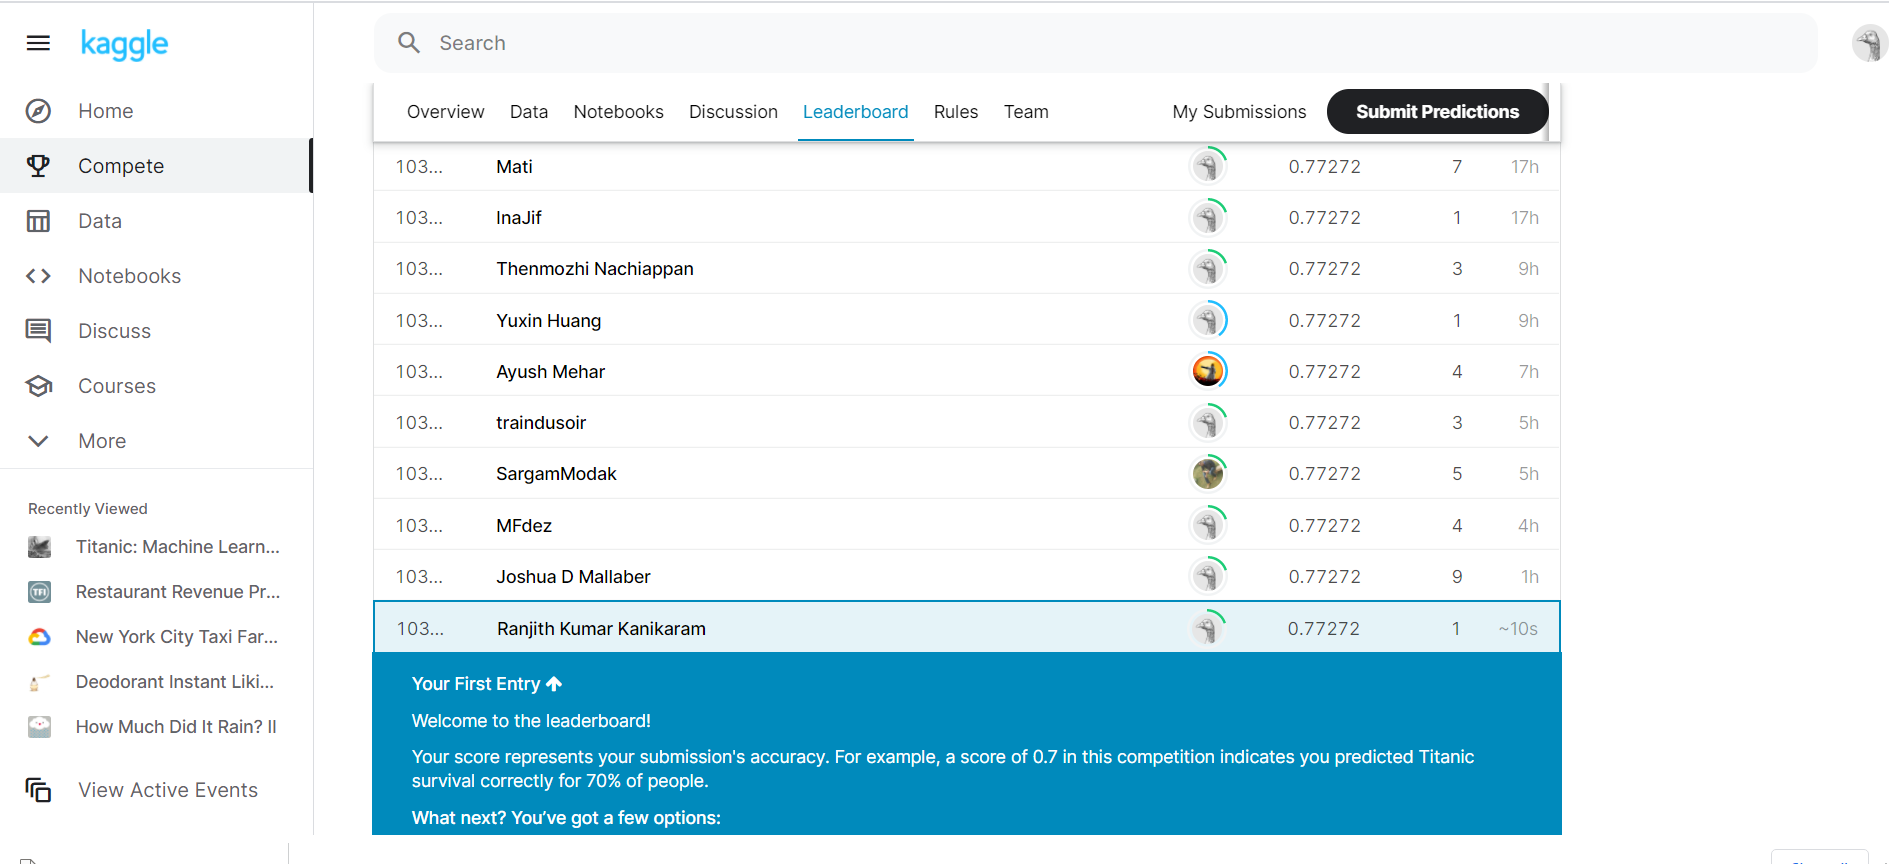 kaggle
Search
Home
Compete
Data
Notebooks
Discuss
Courses
More
Recently Viewed
Titanic: Machine Learn...
Restaurant Revenue Pr...
TFI
New York City Taxi Far...
Deodorant Instant Liki...
How Much Did It Rain? II
View Active Events
Overview Data Notebooks Discussion Leaderboard Rules Team My Submissions Submit Predictions
103... Mati 0.77272 7 17h
103... InaJif 0.77272 1 17h
103... Thenmozhi Nachiappan 0.77272 3 9h
103... Yuxin Huang 0.77272 1 9h
103... Ayush Mehar 0.77272 4 7h
103... traindusoir 0.77272 3 5h
103... SargamModak 0.77272 5 5h
103... MFdez 0.77272 4 4h
103... Joshua D Mallaber 0.77272 9 1h
103... Ranjith Kumar Kanikaram 0.77272 1 ~10s
Your First Entry
Welcome to the leaderboard!
Your score represents your submission's accuracy. For example, a score of 0.7 in this competition indicates you predicted Titanic
survival correctly for 70% of people.
What next? You've got a few options: